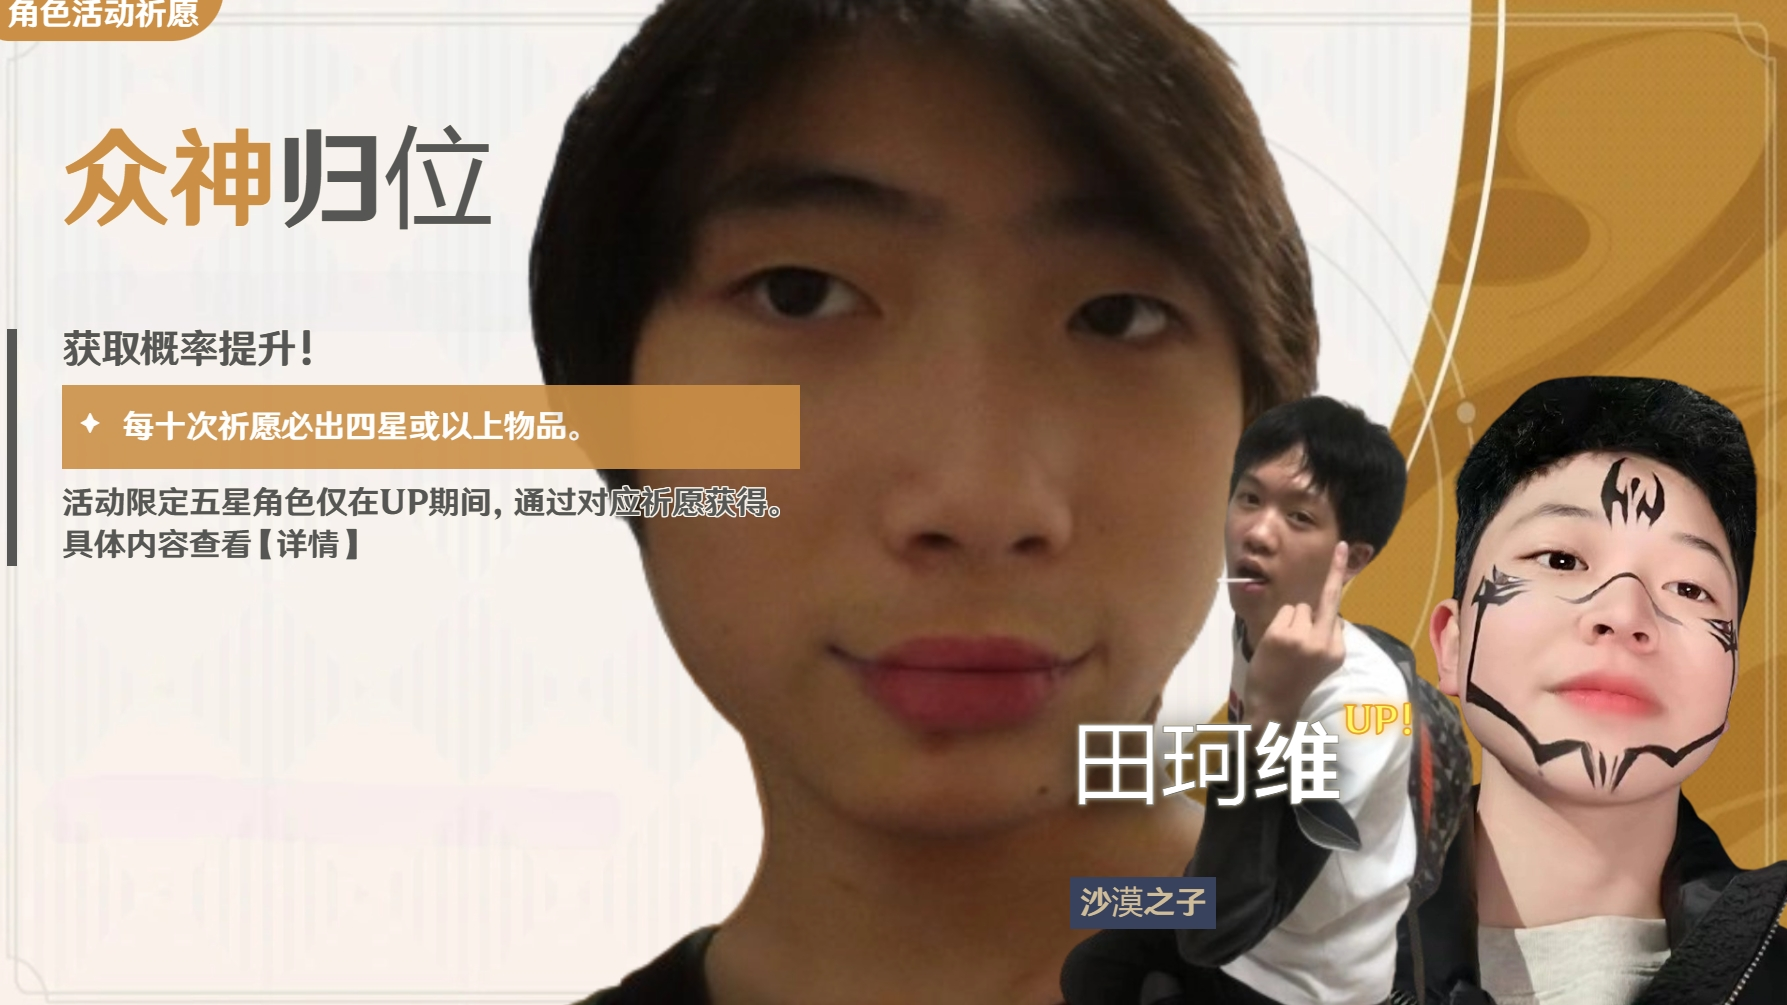 角色活动祈愿
众神归位
获取概率提升!
每十次祈愿必出四星或以上物品。
活动限定五星角色仅在UP期间,通过对应祈愿获得。
具体内容查看【详情】
田珂维
UP!
沙漠之子